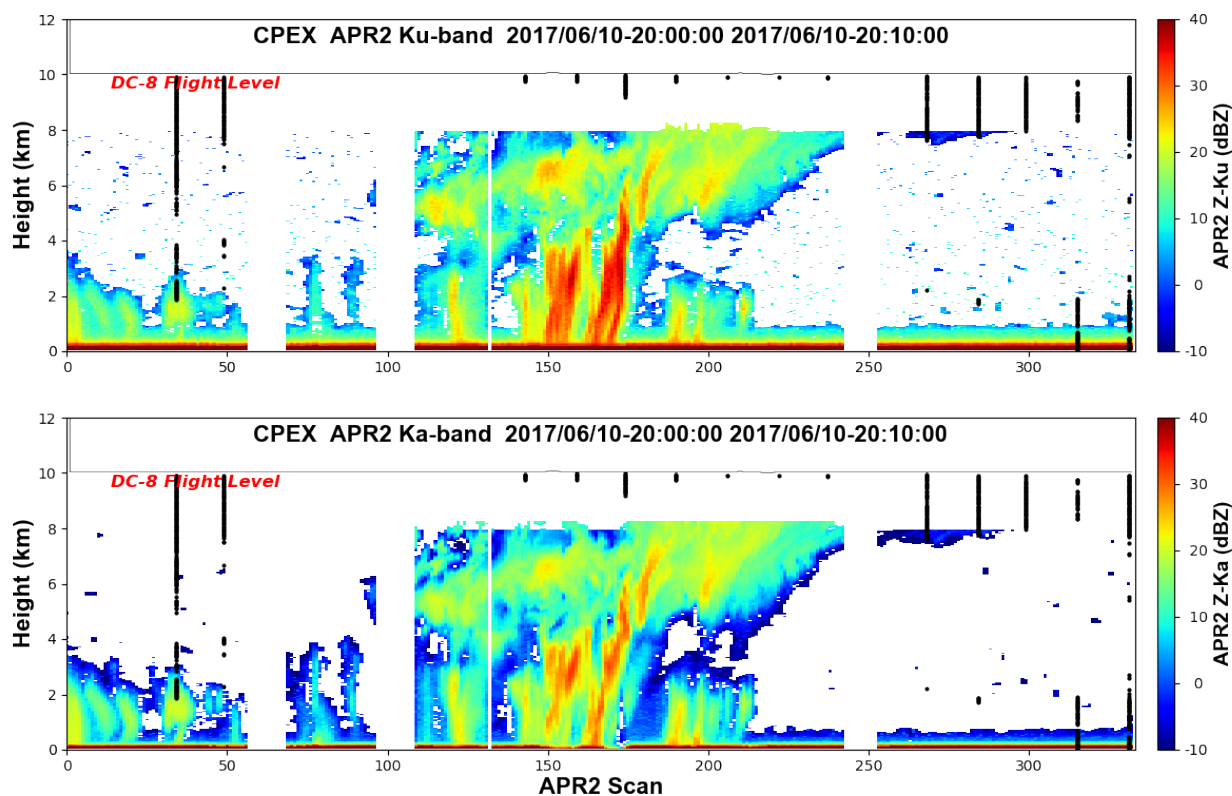 CPEX APR2 Ku-band 2017/06/10-20:00:00 2017/06/10-20:10:00
DC-8 Flight Level
Height (km)
12
10
8
6
4
2
0
0 50 100 150 200 250 300
40
30
20
10
0
-10
APR2 Z-Ku (dBZ)
CPEX APR2 Ka-band 2017/06/10-20:00:00 2017/06/10-20:10:00
DC-8 Flight Level
Height (km)
12
10
8
6
4
2
0
0 50 100 150 200 250 300
APR2 Scan
40
30
20
10
0
-10
APR2 Z-Ka (dBZ)